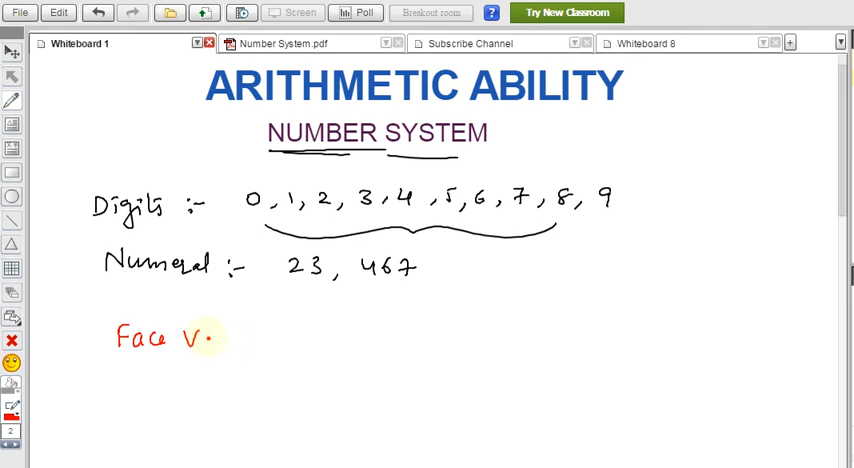 File Edit Screen Poll Breakout room ? Try New Classroom
Whiteboard 1 Number System.pdf Subscribe Channel Whiteboard 8
ARITHMETIC ABILITY
NUMBER SYSTEM
Digits :- 0, 1, 2, 3, 4, 5, 6, 7, 8, 9
Numeral :- 23, 467
Face V
2